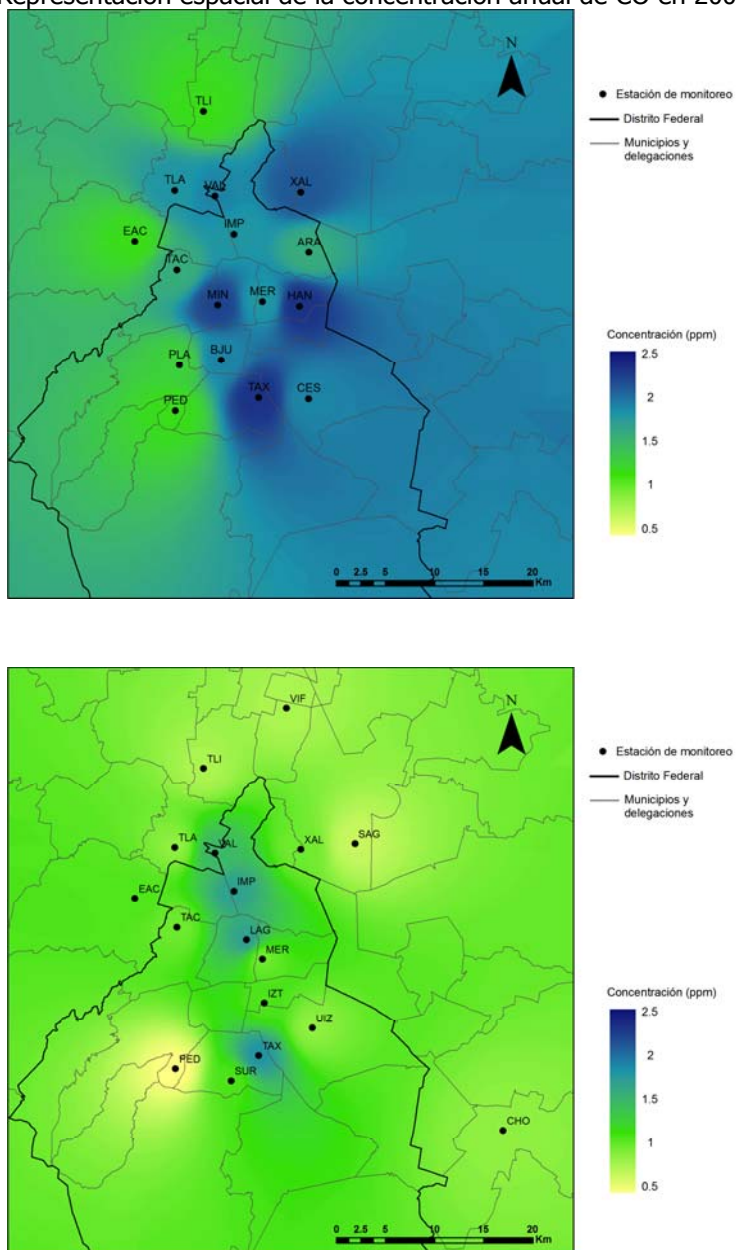 Representación espacial de la concentración anual de CO en 200
N
TLI
TLA
VAL
XAL
EAC
IMP
ARA
TAC
MIN
MER
HAN
PLA
BJU
PED
TAX
CES
0 2.5 5 10 15 20
Km
Estación de monitoreo
Distrito Federal
Municipios y
delegaciones
Concentración (ppm)
2.5
2
1.5
1
0.5
N
VIF
TLI
TLA
VAL
XAL
SAG
EAC
IMP
TAC
LAG
MER
IZT
UIZ
PED
TAX
SUR
CHO
0 2.5 5 10 15 20
Km
Estación de monitoreo
Distrito Federal
Municipios y
delegaciones
Concentración (ppm)
2.5
2
1.5
1
0.5